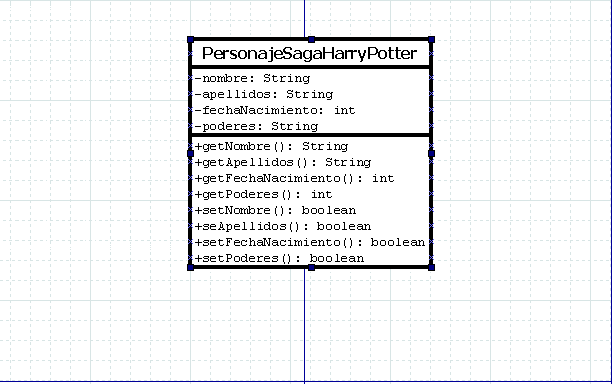 PersonajeSagaHarryPotter
-nombre: String
-apellidos: String
-fechaNacimiento: int
-poderes: String
+getNombre(): String
+getApellidos(): String
+getFechaNacimiento(): int
+getPoderes(): int
+setNombre(): boolean
+seApellidos(): boolean
+setFechaNacimiento(): boolean
+setPoderes(): boolean